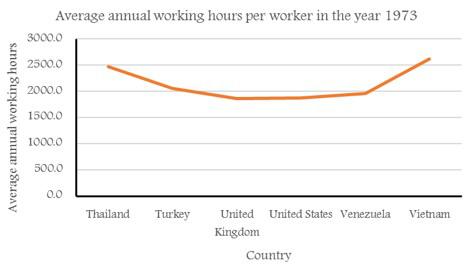 Average annual working hours per worker in the year 1973
Average annual working hours
3000.0
2500.0
2000.0
1500.0
1000.0
500.0
0.0
Thailand Turkey United Kingdom United States Venezuela Vietnam
Country